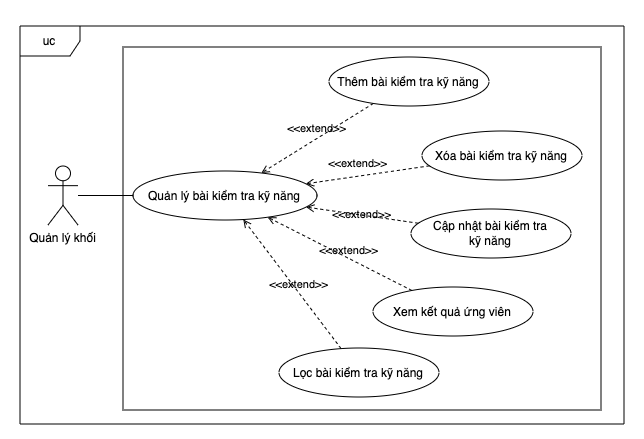 uc
Thêm bài kiểm tra kỹ năng
<<extend>>
Xóa bài kiểm tra kỹ năng
<<extend>>
Quản lý bài kiểm tra kỹ năng
<<extend>>
Cập nhật bài kiểm tra
kỹ năng
Quản lý khối
<<extend>>
<<extend>>
Xem kết quả ứng viên
Lọc bài kiểm tra kỹ năng